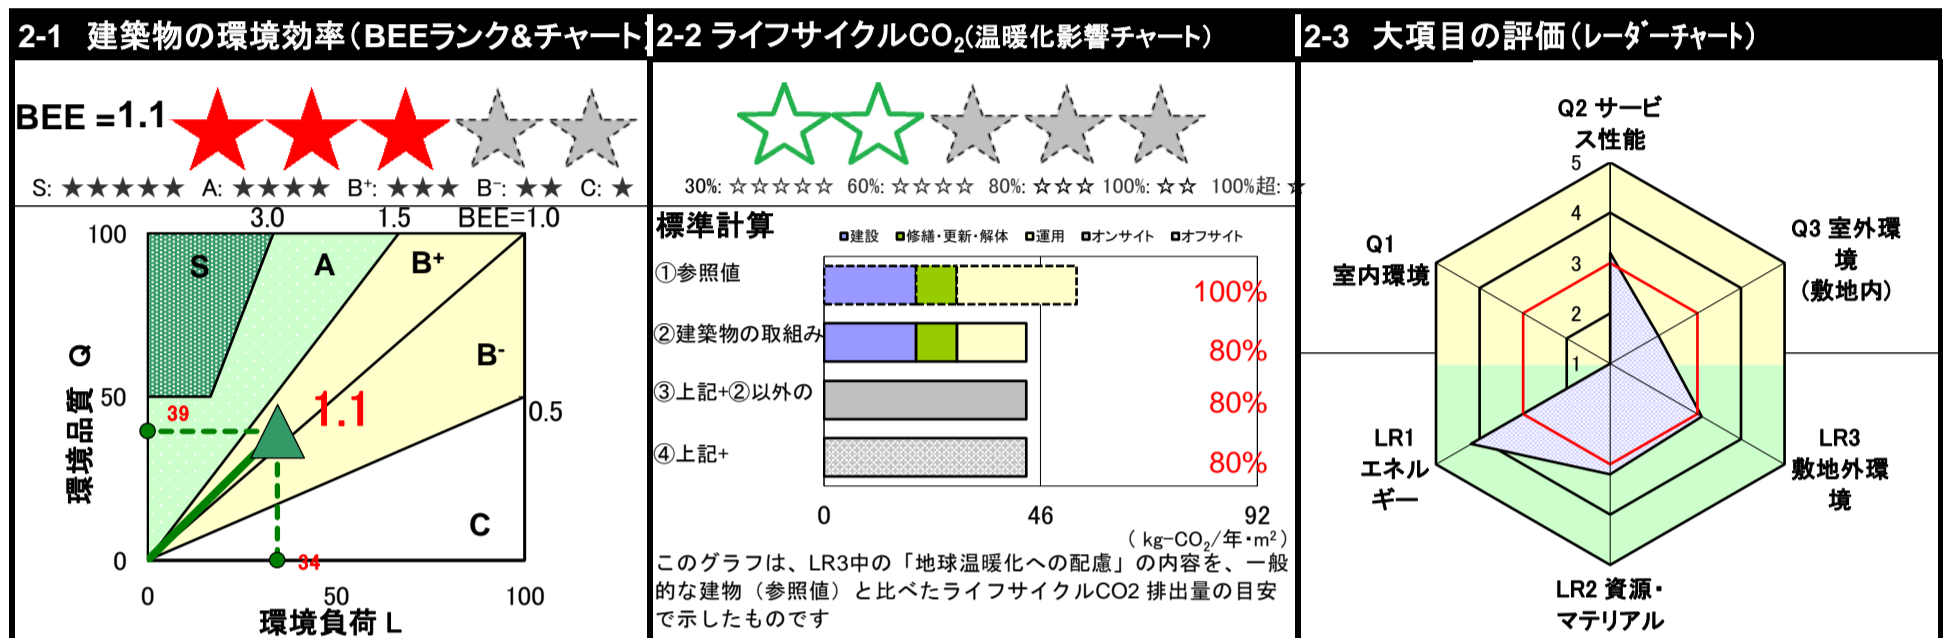 2-1 建築物の環境効率(BEEランク&チャート)
BEE =1.1
S: ★★★★★ A: ★★★★ B+: ★★★ B−: ★★ C: ★
3.0 1.5 BEE=1.0
100
S A B+
B-
環境品質 Q
50
39
1.1
0.5
C
0
34
0 50 100
環境負荷 L
2-2 ライフサイクルCO2(温暖化影響チャート)
30%: ☆☆☆☆☆ 60%: ☆☆☆☆ 80%: ☆☆☆ 100%: ☆☆ 100%超: ☆
標準計算
建設 修繕・更新・解体 運用 オンサイト オフサイト
①参照値 100%
②建築物の取組み 80%
③上記+②以外の 80%
④上記+ 80%
0 46 92
( kg-CO2/年・m2 )
このグラフは、LR3中の「地球温暖化への配慮」の内容を、一般
的な建物(参照値)と比べたライフサイクルCO2 排出量の目安
で示したものです
2-3 大項目の評価(レーダーチャート)
Q2 サービ
ス性能
5
4
3
2
1
Q1
室内環境
Q3 室外環
境
(敷地内)
LR1
エネル
ギー
LR3
敷地外環
境
LR2 資源・
マテリアル